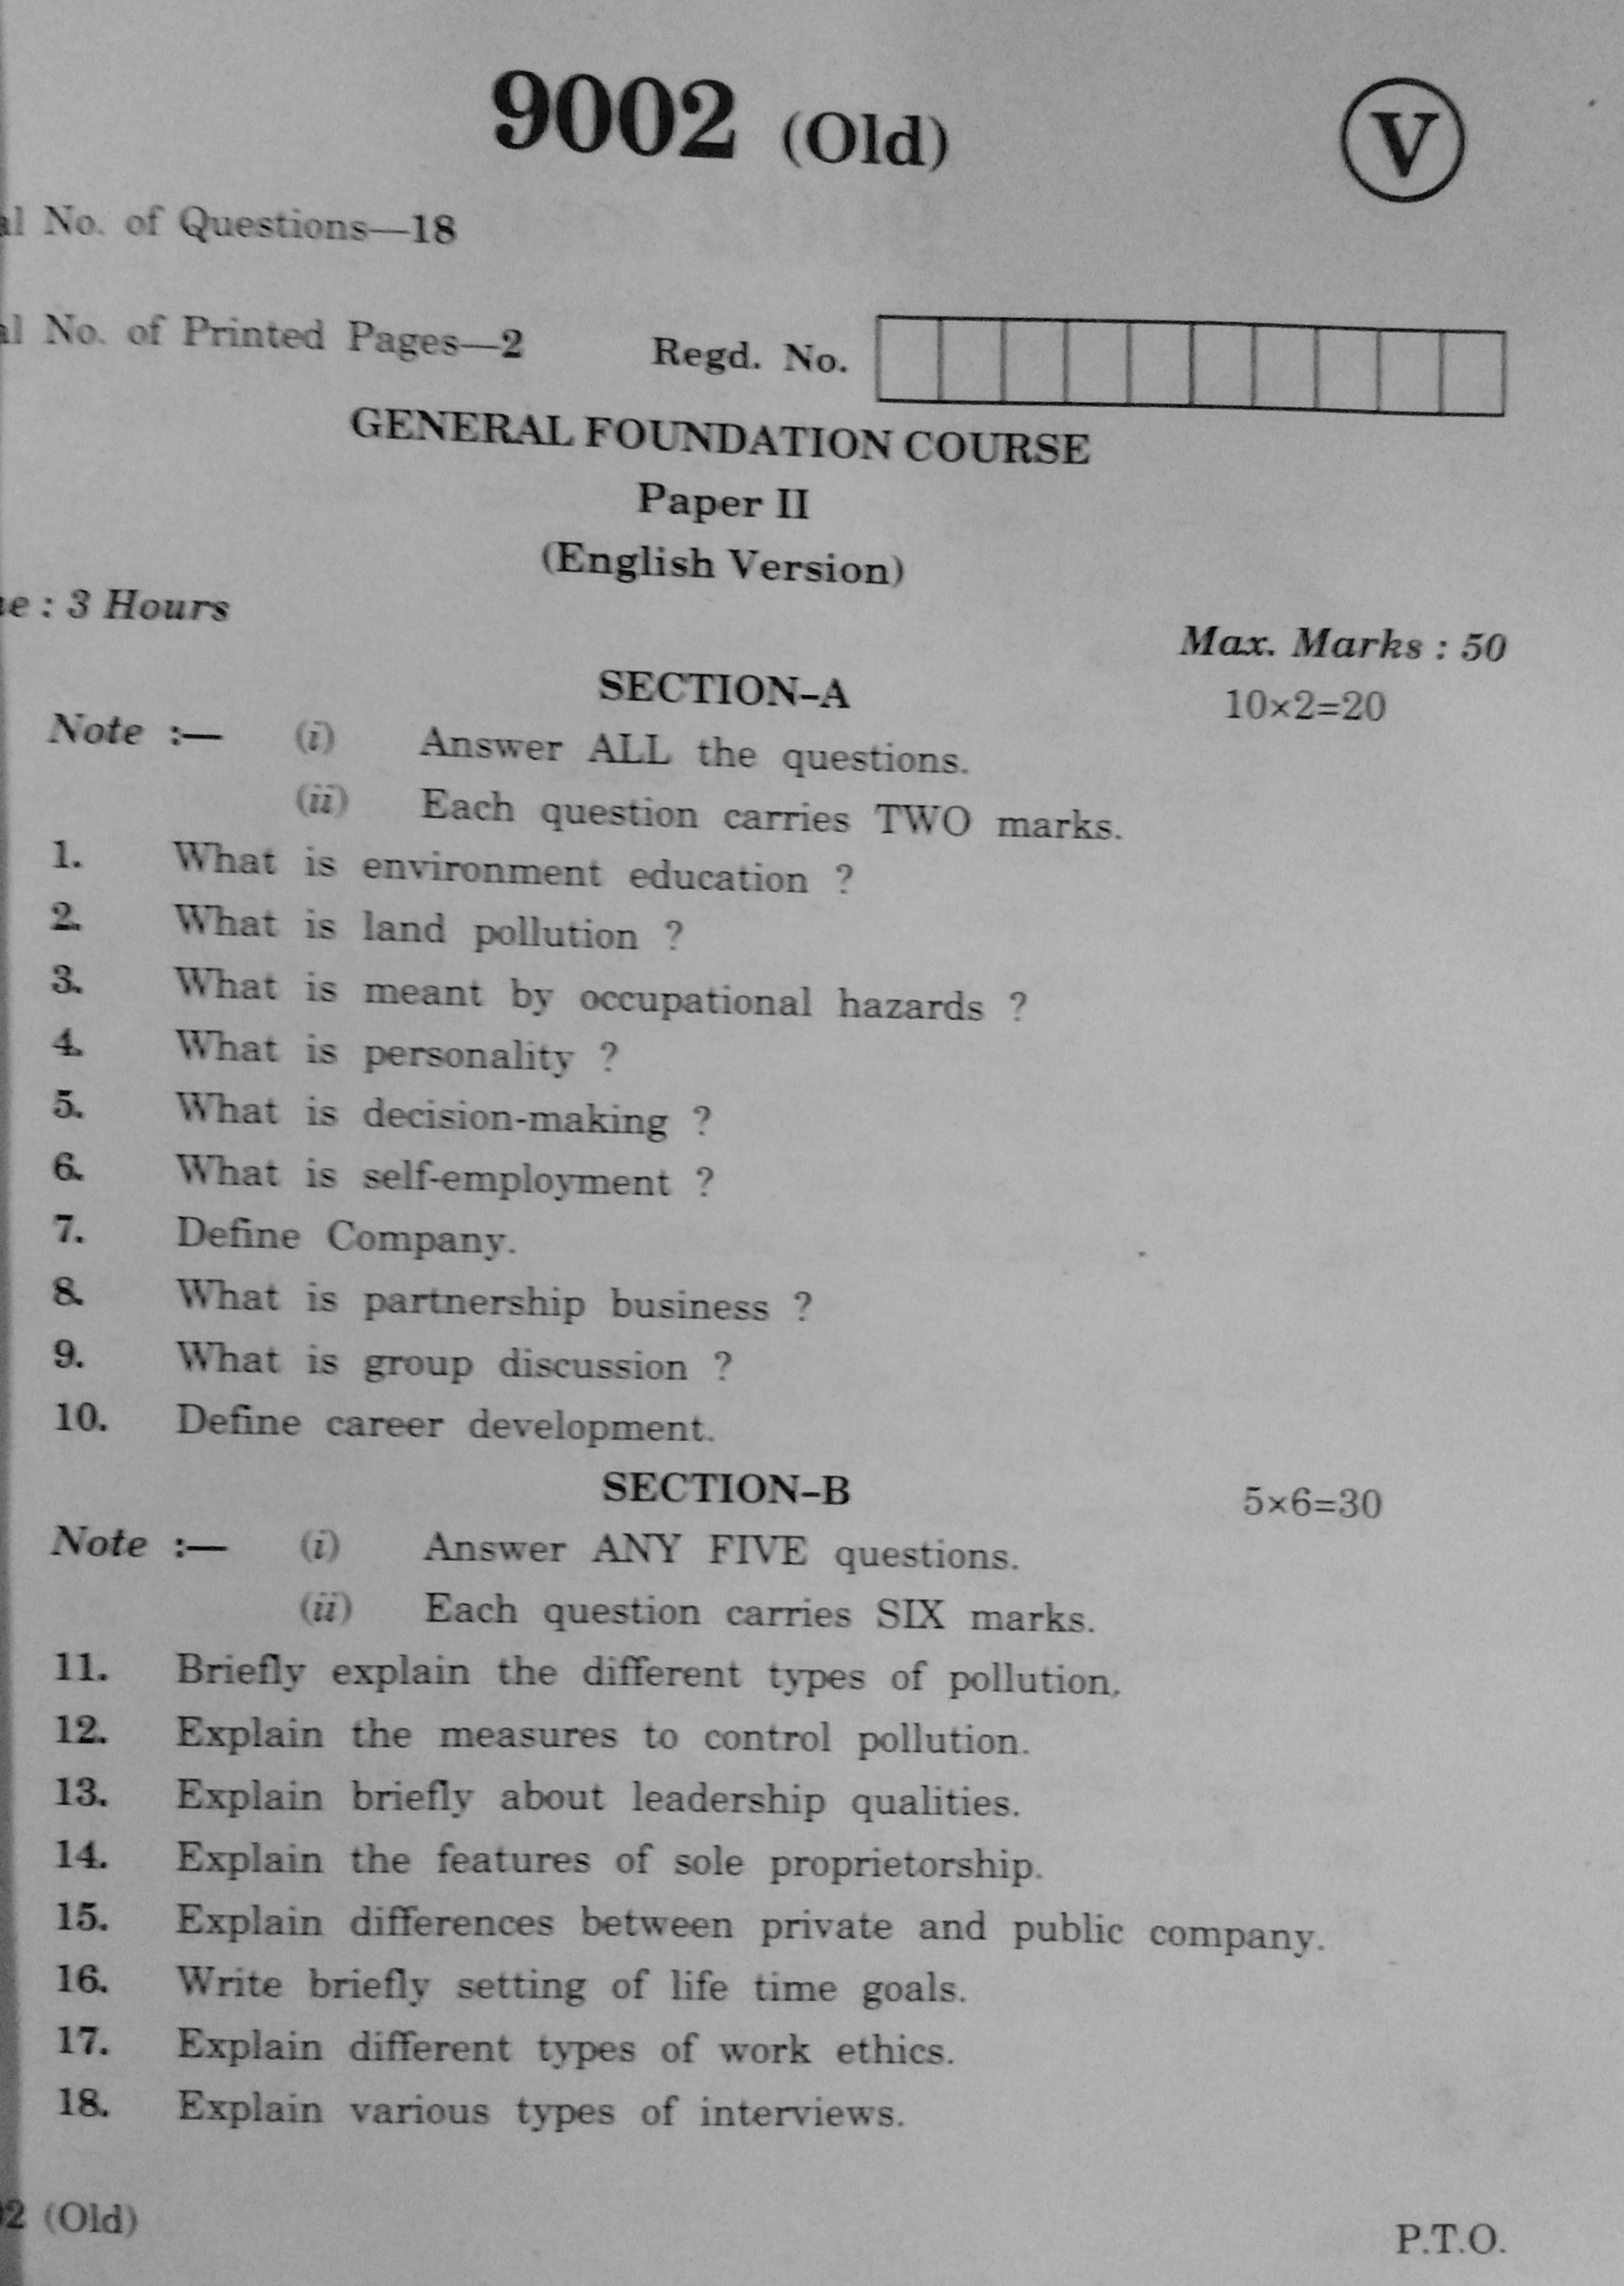 9002 (Old)
V
al No. of Questions—18
al No. of Printed Pages—2 Regd. No.
GENERAL FOUNDATION COURSE
Paper II
(English Version)
e : 3 Hours
Max. Marks : 50
SECTION–A 10×2=20
Note :— (i) Answer ALL the questions.
(ii) Each question carries TWO marks.
1. What is environment education ?
2. What is land pollution ?
3. What is meant by occupational hazards ?
4. What is personality ?
5. What is decision-making ?
6. What is self-employment ?
7. Define Company.
8. What is partnership business ?
9. What is group discussion ?
10. Define career development.
SECTION–B 5×6=30
Note :— (i) Answer ANY FIVE questions.
(ii) Each question carries SIX marks.
11. Briefly explain the different types of pollution.
12. Explain the measures to control pollution.
13. Explain briefly about leadership qualities.
14. Explain the features of sole proprietorship.
15. Explain differences between private and public company.
16. Write briefly setting of life time goals.
17. Explain different types of work ethics.
18. Explain various types of interviews.
2 (Old)
P.T.O.